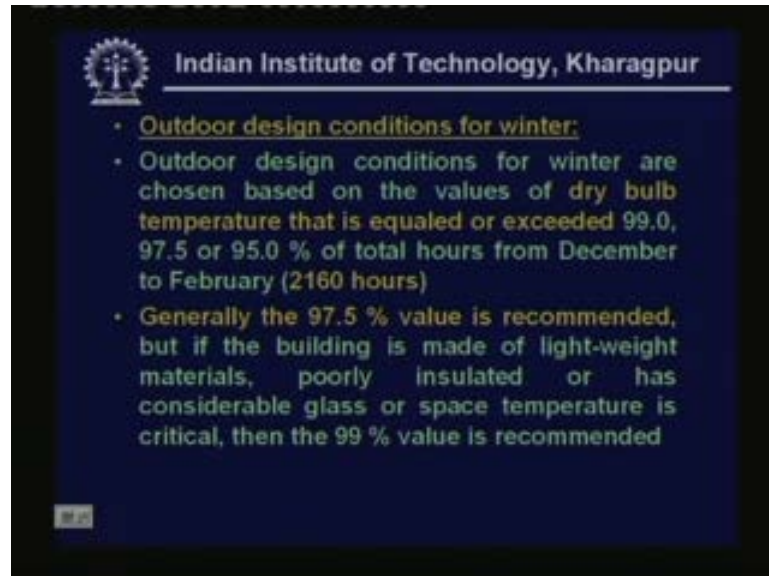 Indian Institute of Technology, Kharagpur
• Outdoor design conditions for winter:
• Outdoor design conditions for winter are
chosen based on the values of dry bulb
temperature that is equaled or exceeded 99.0,
97.5 or 95.0 % of total hours from December
to February (2160 hours)
• Generally the 97.5 % value is recommended,
but if the building is made of light-weight
materials, poorly insulated or has
considerable glass or space temperature is
critical, then the 99 % value is recommended